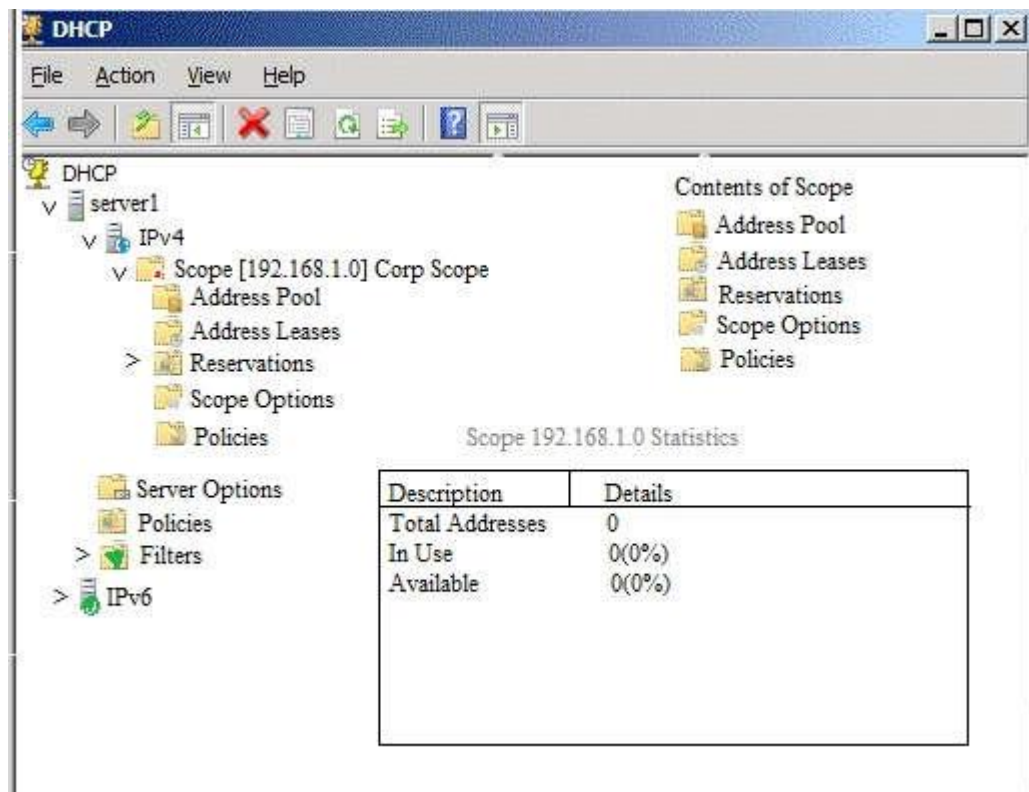 DHCP
File Action View Help
DHCP
server1
IPv4
Scope [192.168.1.0] Corp Scope
Address Pool
Address Leases
Reservations
Scope Options
Policies
Server Options
Policies
Filters
IPv6
Contents of Scope
Address Pool
Address Leases
Reservations
Scope Options
Policies
Scope 192.168.1.0 Statistics
Description Details
Total Addresses 0
In Use 0(0%)
Available 0(0%)